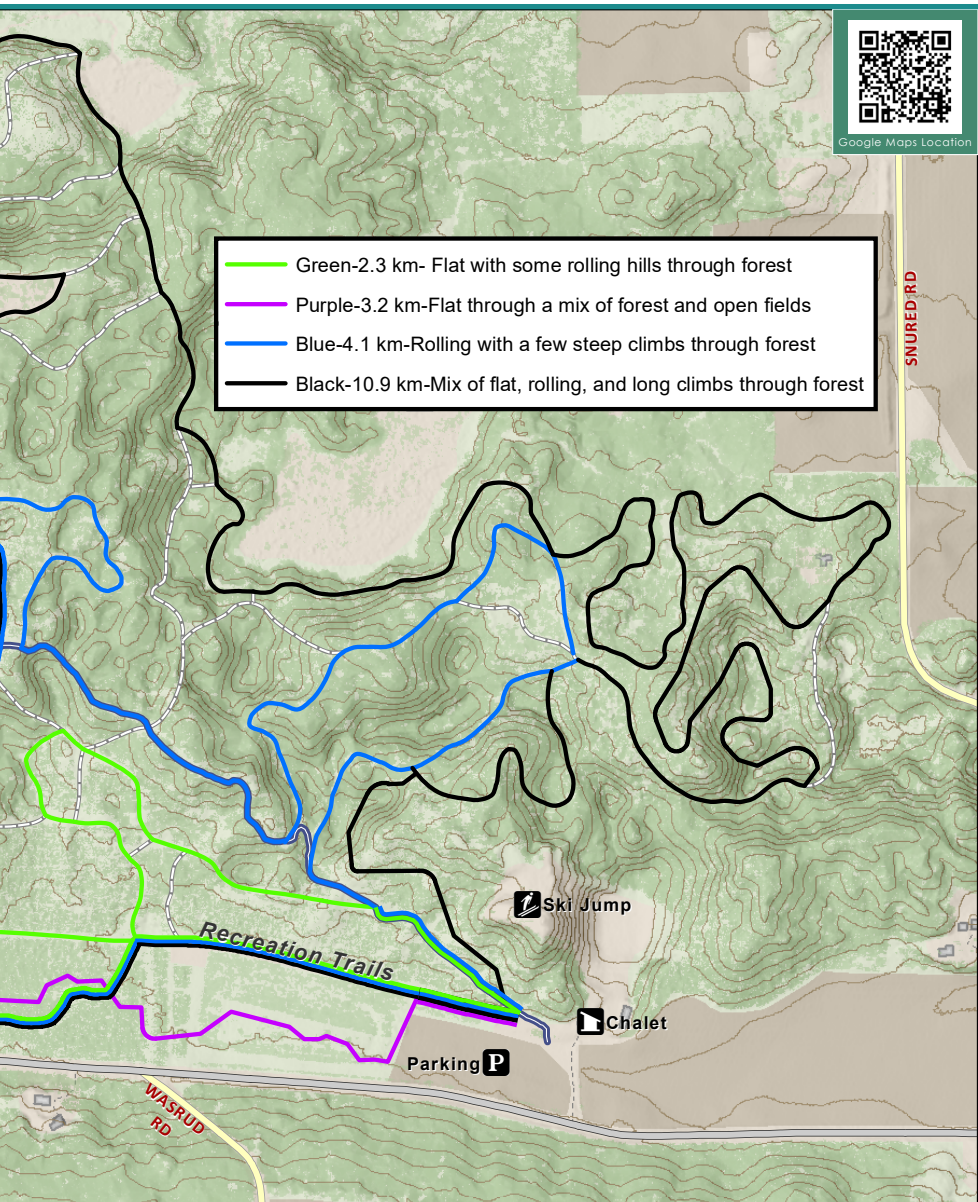 Google Maps Location
Green-2.3 km- Flat with some rolling hills through forest
Purple-3.2 km-Flat through a mix of forest and open fields
Blue-4.1 km-Rolling with a few steep climbs through forest
Black-10.9 km-Mix of flat, rolling, and long climbs through forest
SNURED RD
Ski Jump
Recreation Trails
Chalet
Parking P
WASRUD
RD